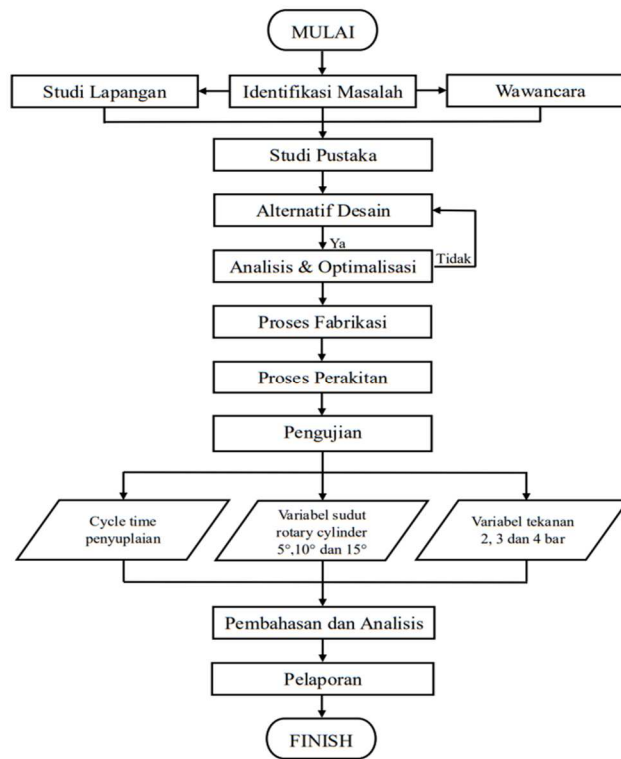 MULAI
Studi Lapangan
Identifikasi Masalah
Wawancara
Studi Pustaka
Alternatif Desain
Ya
Tidak
Analisis & Optimalisasi
Proses Fabrikasi
Proses Perakitan
Pengujian
Cycle time
penyuplaian
Variabel sudut
rotary cylinder
5°,10° dan 15°
Variabel tekanan
2, 3 dan 4 bar
Pembahasan dan Analisis
Pelaporan
FINISH